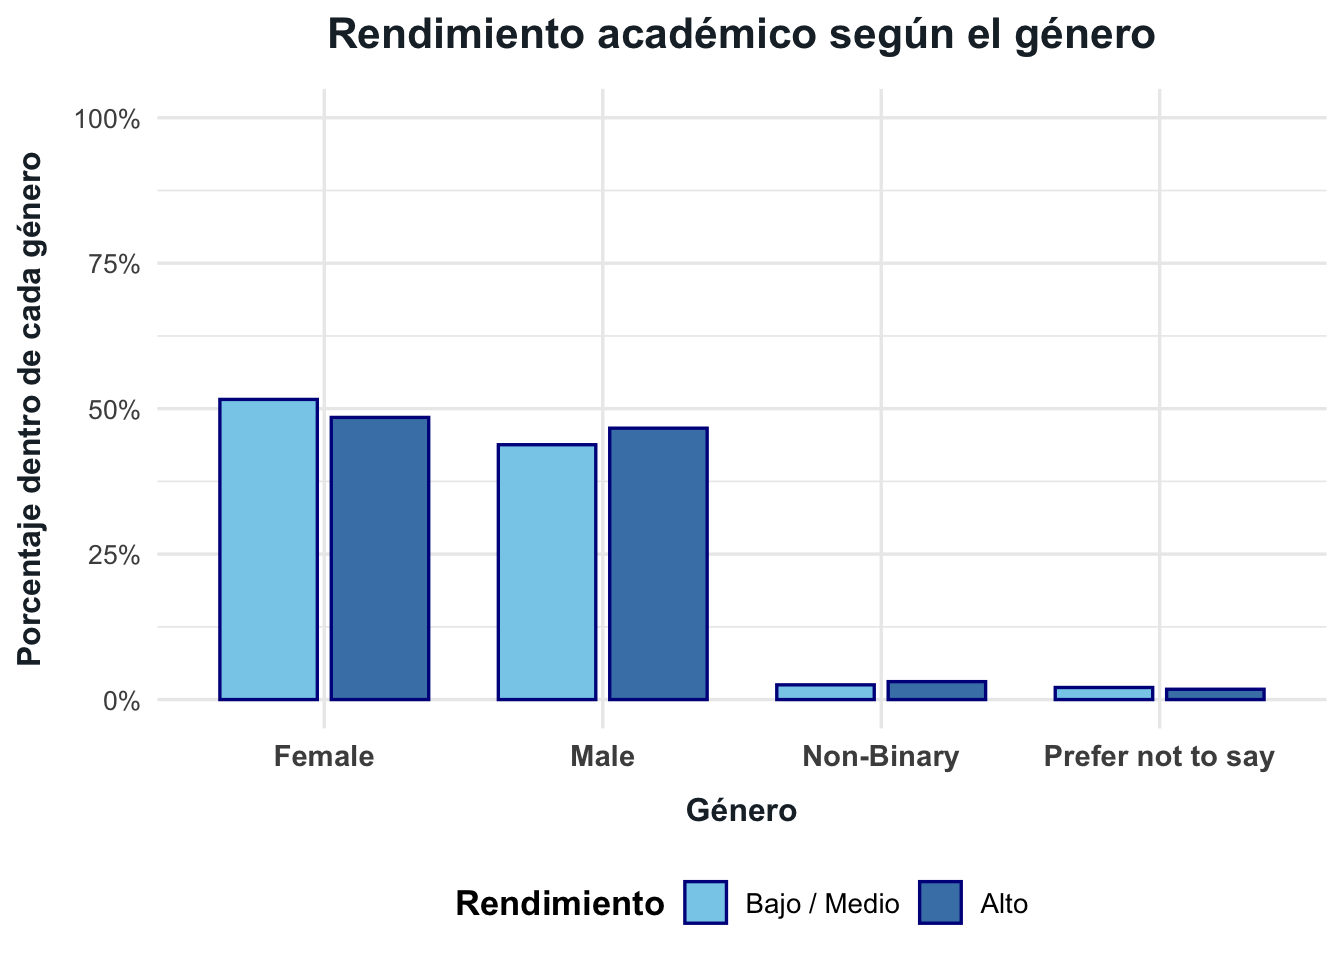 Rendimiento académico según el género
Porcentaje dentro de cada género
100%
75%
50%
25%
0%
Female
Male
Non-Binary
Prefer not to say
Género
Rendimiento
Bajo / Medio
Alto